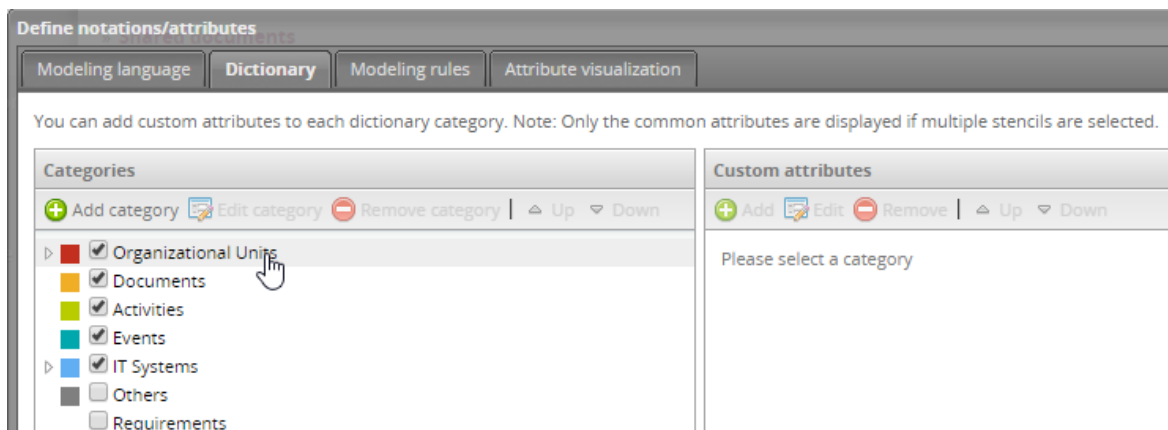 Define notations/attributes
» Shared documents
Modeling language Dictionary Modeling rules Attribute visualization
You can add custom attributes to each dictionary category. Note: Only the common attributes are displayed if multiple stencils are selected.
Categories
Add category Edit category Remove category Up Down
Organizational Units
Documents
Activities
Events
IT Systems
Others
Requirements
Custom attributes
Add Edit Remove Up Down
Please select a category